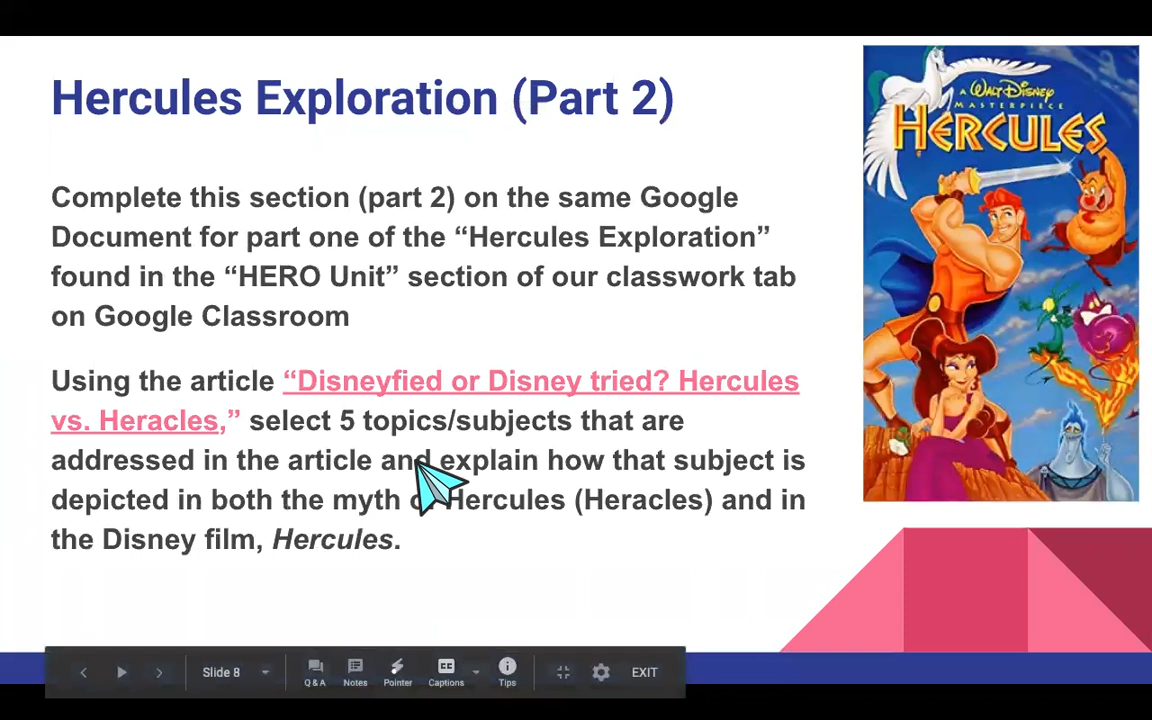 Hercules Exploration (Part 2)
A WALT DISNEY
MASTERPIECE
HERCULES
Complete this section (part 2) on the same Google
Document for part one of the “Hercules Exploration”
found in the “HERO Unit” section of our classwork tab
on Google Classroom
Using the article “Disneyfied or Disney tried? Hercules
vs. Heracles,” select 5 topics/subjects that are
addressed in the article and explain how that subject is
depicted in both the myth of Hercules (Heracles) and in
the Disney film, Hercules.
Slide 8
Q & A
Notes
Pointer
CC
Captions
Tips
EXIT